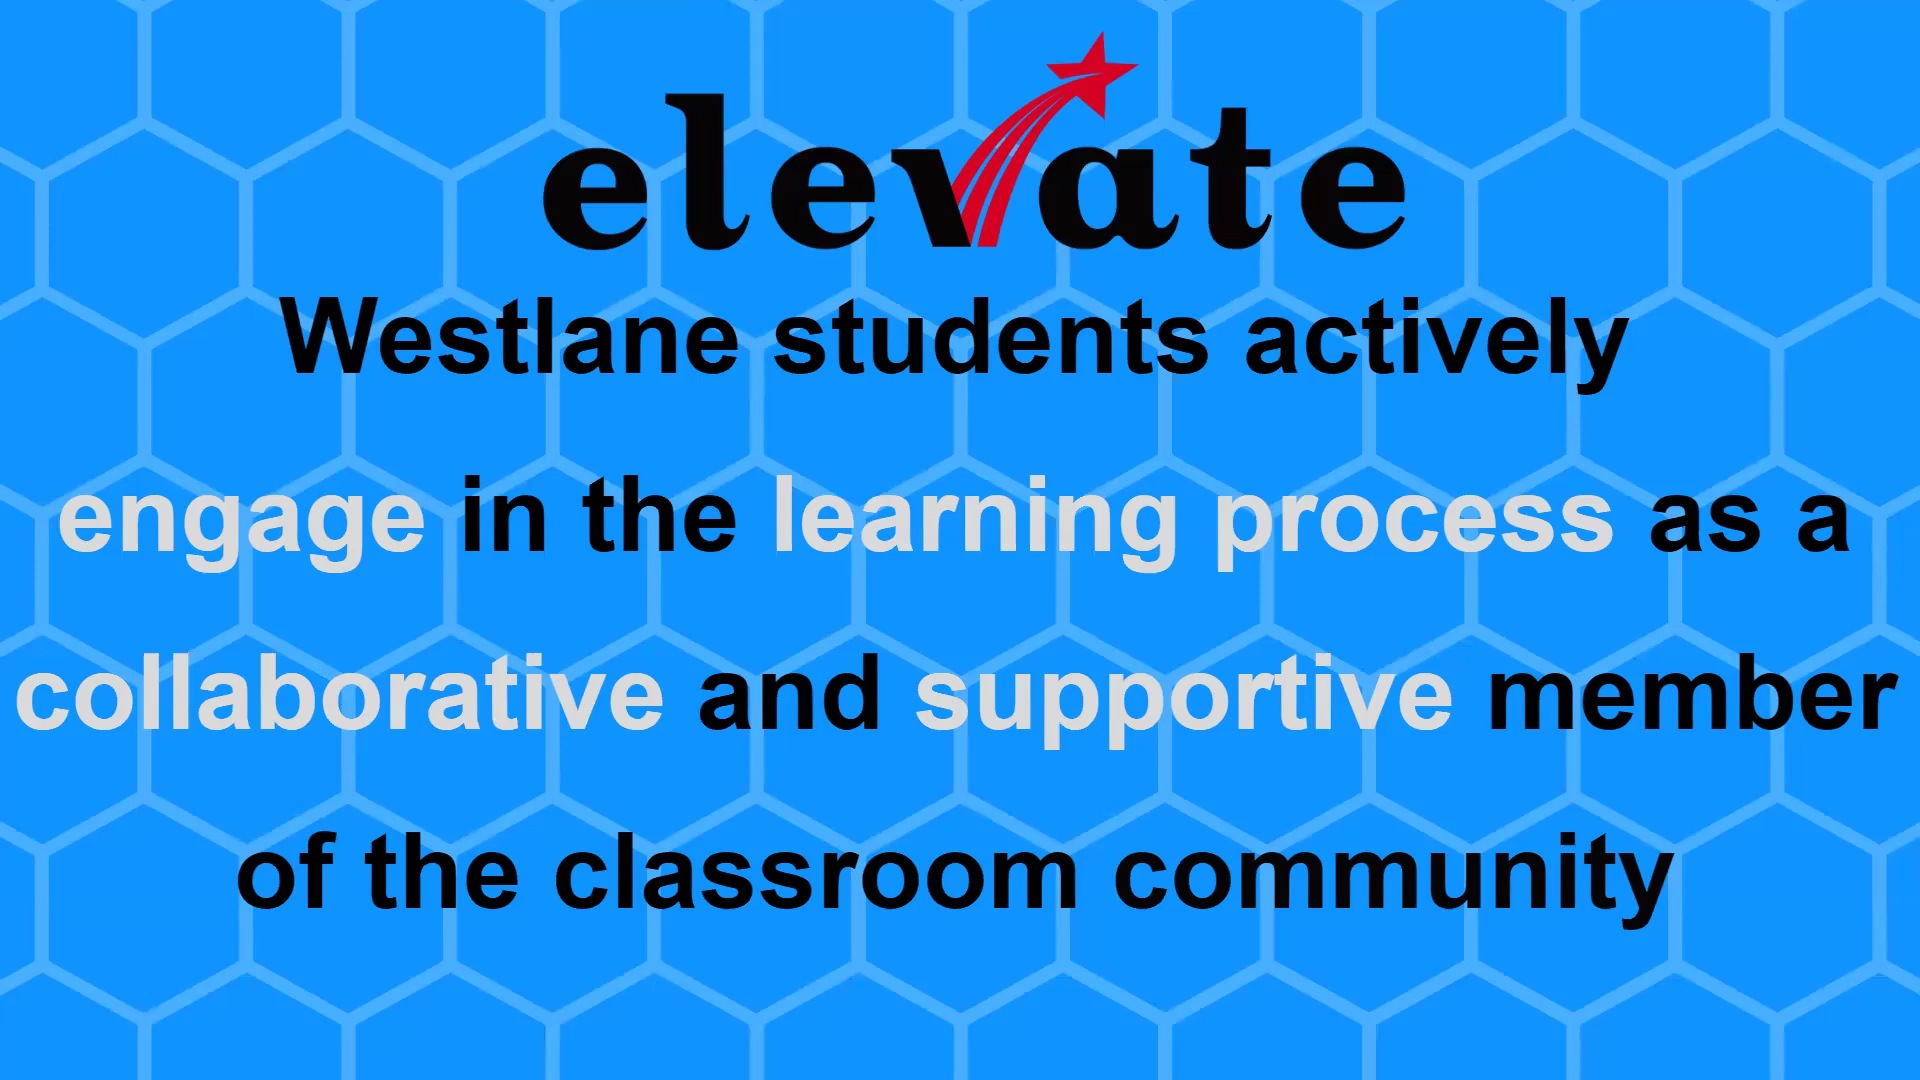 elevate
Westlane students actively
engage in the learning process as a
collaborative and supportive member
of the classroom community